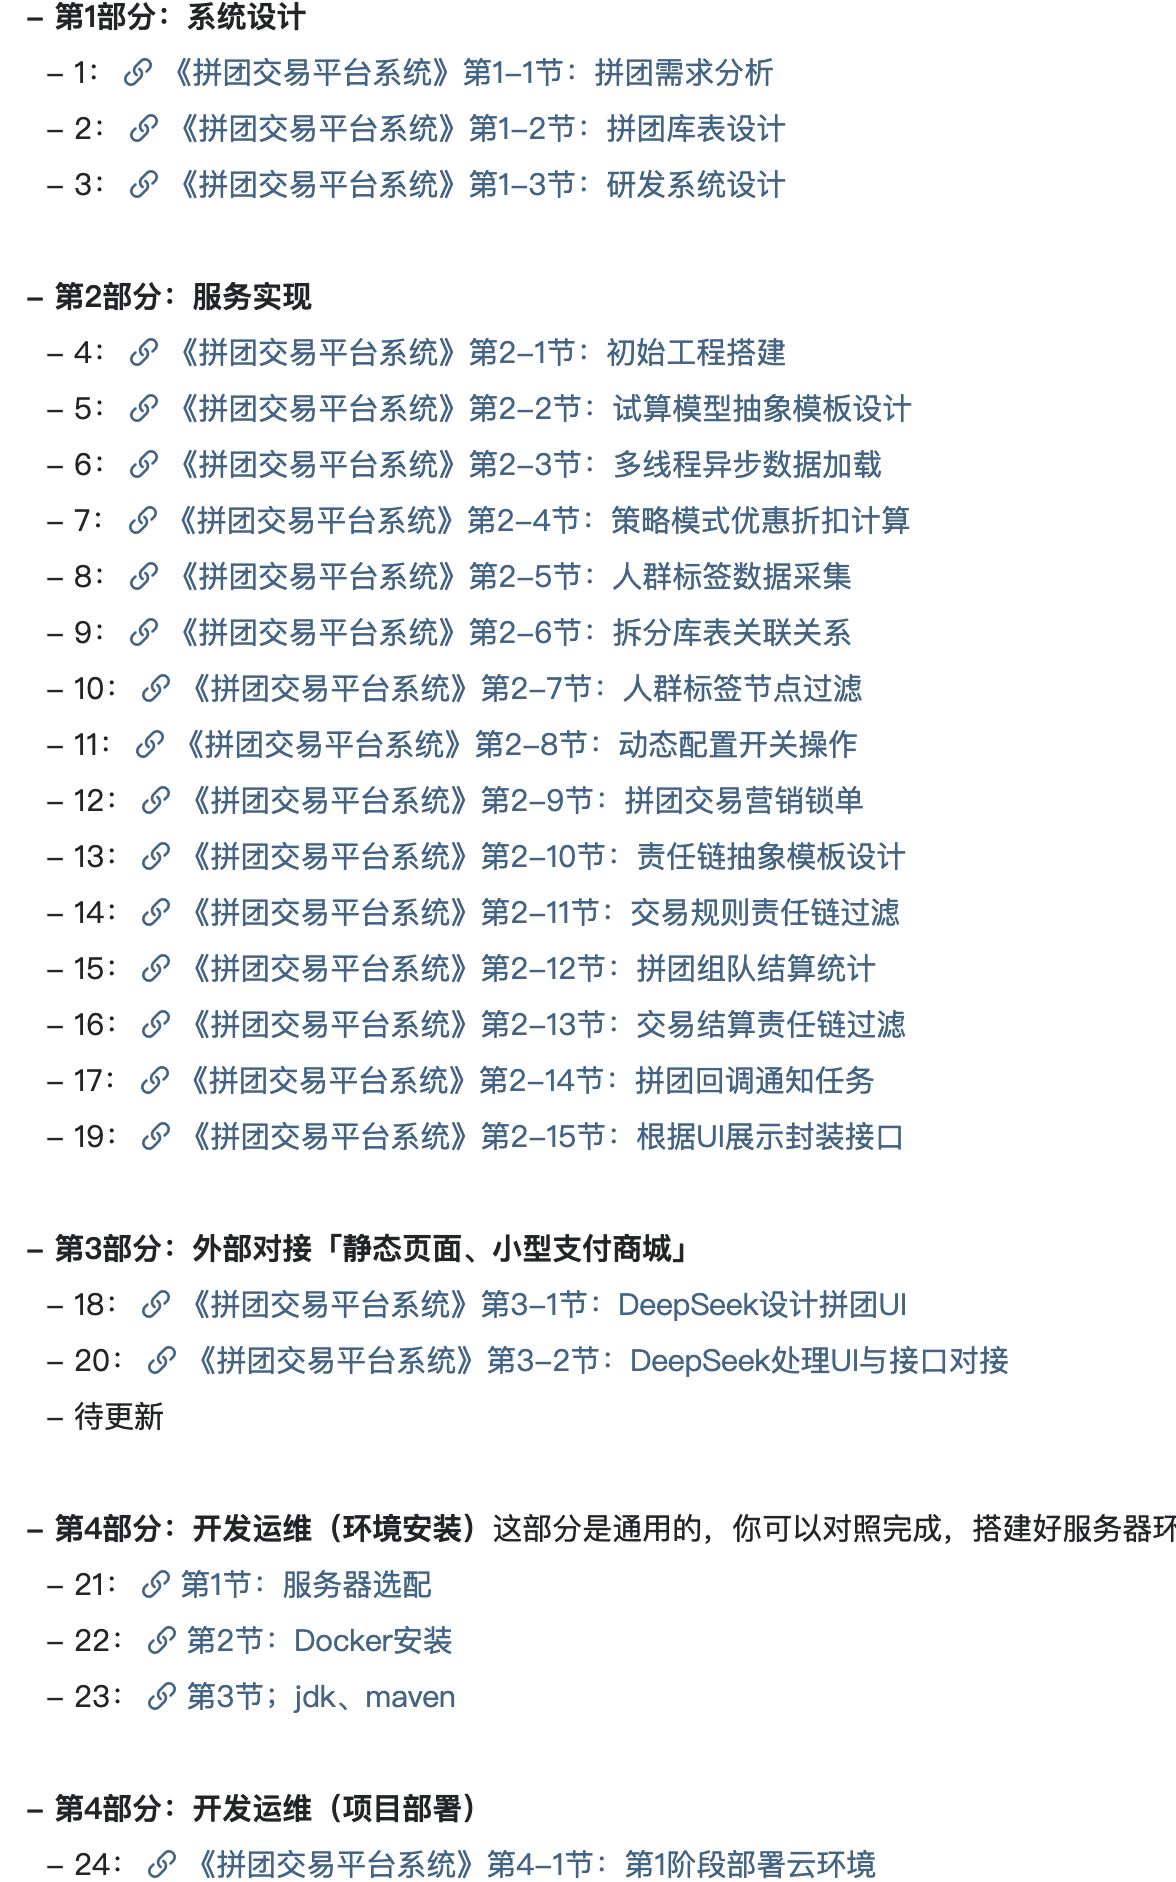 – 第1部分：系统设计
– 1：《拼团交易平台系统》第1-1节：拼团需求分析
– 2：《拼团交易平台系统》第1-2节：拼团库表设计
– 3：《拼团交易平台系统》第1-3节：研发系统设计
– 第2部分：服务实现
– 4：《拼团交易平台系统》第2-1节：初始工程搭建
– 5：《拼团交易平台系统》第2-2节：试算模型抽象模板设计
– 6：《拼团交易平台系统》第2-3节：多线程异步数据加载
– 7：《拼团交易平台系统》第2-4节：策略模式优惠折扣计算
– 8：《拼团交易平台系统》第2-5节：人群标签数据采集
– 9：《拼团交易平台系统》第2-6节：拆分库表关联关系
– 10：《拼团交易平台系统》第2-7节：人群标签节点过滤
– 11：《拼团交易平台系统》第2-8节：动态配置开关操作
– 12：《拼团交易平台系统》第2-9节：拼团交易营销锁单
– 13：《拼团交易平台系统》第2-10节：责任链抽象模板设计
– 14：《拼团交易平台系统》第2-11节：交易规则责任链过滤
– 15：《拼团交易平台系统》第2-12节：拼团组队结算统计
– 16：《拼团交易平台系统》第2-13节：交易结算责任链过滤
– 17：《拼团交易平台系统》第2-14节：拼团回调通知任务
– 19：《拼团交易平台系统》第2-15节：根据UI展示封装接口
– 第3部分：外部对接「静态页面、小型支付商城」
– 18：《拼团交易平台系统》第3-1节：DeepSeek设计拼团UI
– 20：《拼团交易平台系统》第3-2节：DeepSeek处理UI与接口对接
– 待更新
– 第4部分：开发运维（环境安装）这部分是通用的，你可以对照完成，搭建好服务器环
– 21：第1节：服务器选配
– 22：第2节：Docker安装
– 23：第3节；jdk、maven
– 第4部分：开发运维（项目部署）
– 24：《拼团交易平台系统》第4-1节：第1阶段部署云环境